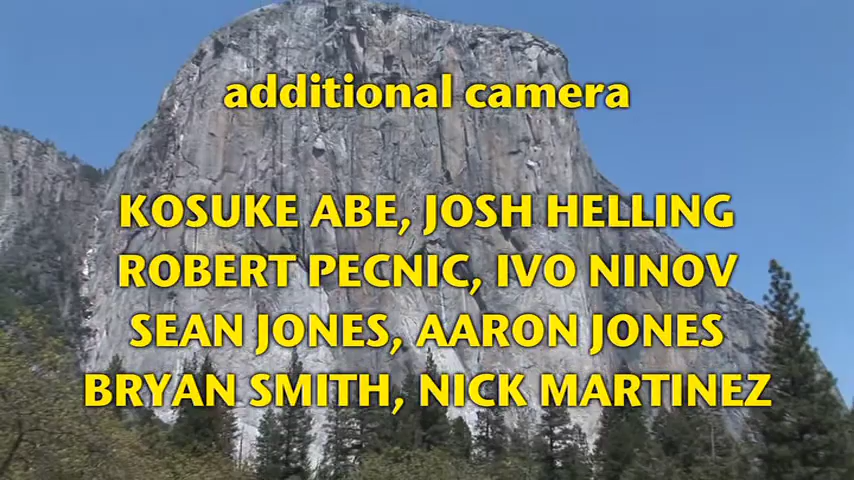 additional camera
KOSUKE ABE, JOSH HELLING
ROBERT PECNIC, IVO NINOV
SEAN JONES, AARON JONES
BRYAN SMITH, NICK MARTINEZ